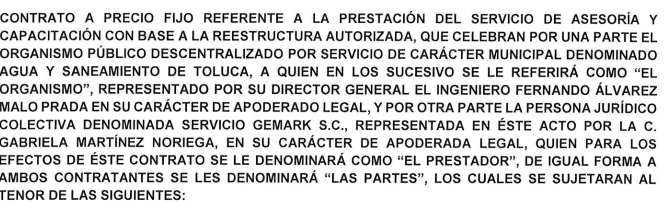 CONTRATO A PRECIO FIJO REFERENTE A LA PRESTACIÓN DEL SERVICIO DE ASESORÍA Y
CAPACITACIÓN CON BASE A LA REESTRUCTURA AUTORIZADA, QUE CELEBRAN POR UNA PARTE EL
ORGANISMO PÚBLICO DESCENTRALIZADO POR SERVICIO DE CARÁCTER MUNICIPAL DENOMINADO
AGUA Y SANEAMIENTO DE TOLUCA, A QUIEN EN LOS SUCESIVO SE LE REFERIRÁ COMO “EL
ORGANISMO”, REPRESENTADO POR SU DIRECTOR GENERAL EL INGENIERO FERNANDO ÁLVAREZ
MALO PRADA EN SU CARÁCTER DE APODERADO LEGAL, Y POR OTRA PARTE LA PERSONA JURÍDICO
COLECTIVA DENOMINADA SERVICIO GEMARK S.C., REPRESENTADA EN ÉSTE ACTO POR LA C.
GABRIELA MARTÍNEZ NORIEGA, EN SU CARÁCTER DE APODERADA LEGAL, QUIEN PARA LOS
EFECTOS DE ÉSTE CONTRATO SE LE DENOMINARÁ COMO “EL PRESTADOR”, DE IGUAL FORMA A
AMBOS CONTRATANTES SE LES DENOMINARÁ “LAS PARTES”, LOS CUALES SE SUJETARAN AL
TENOR DE LAS SIGUIENTES: